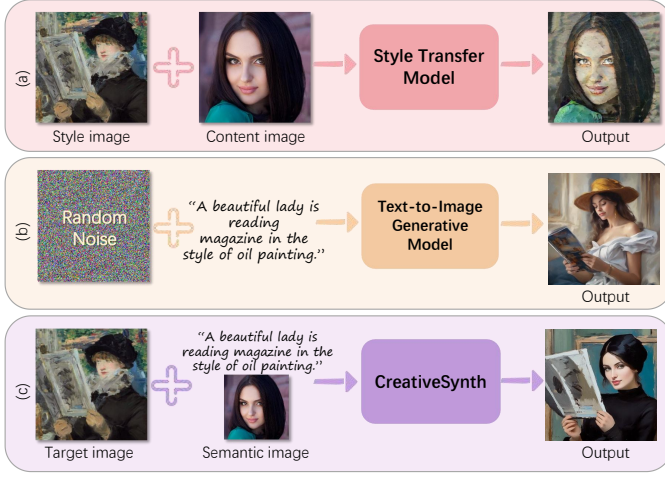 (a)
Style image
Content image
Style Transfer
Model
Output
(b)
Random
Noise
“A beautiful lady is
reading
magazine in the
style of oil painting.”
Text-to-Image
Generative
Model
Output
(c)
Target image
“A beautiful lady is
reading magazine in the
style of oil painting.”
Semantic image
CreativeSynth
Output